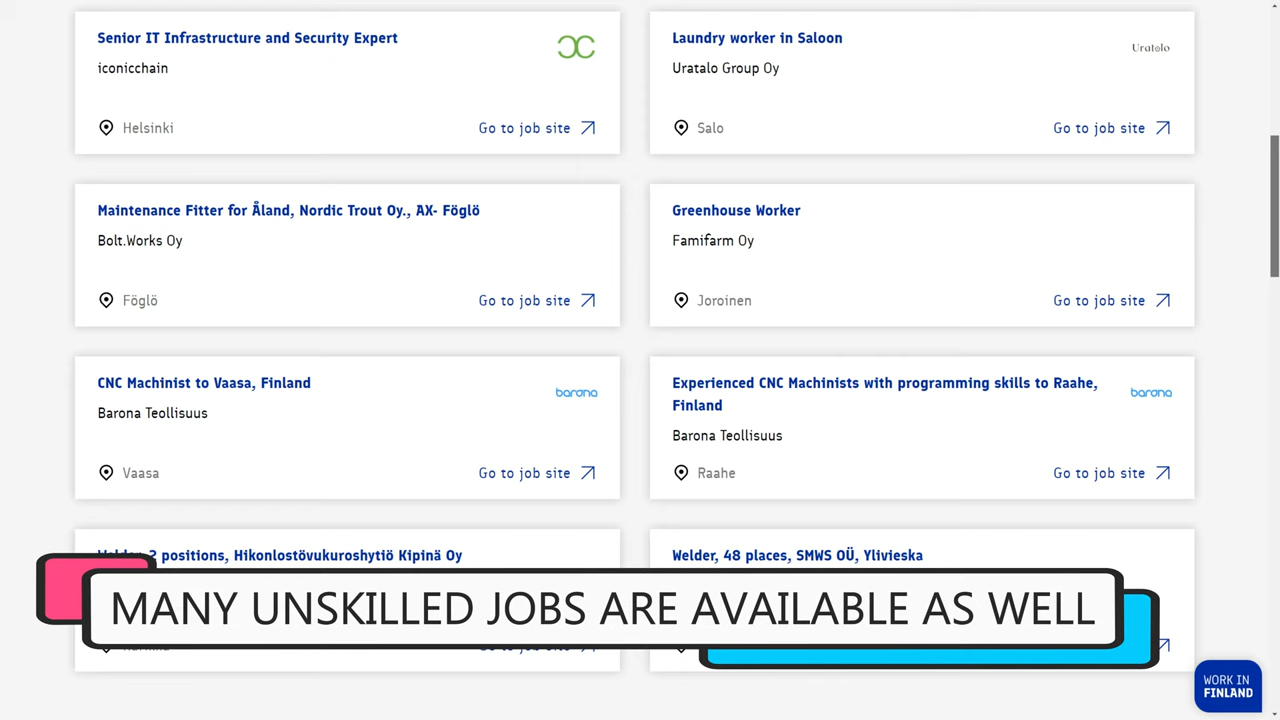 Senior IT Infrastructure and Security Expert
iconicchain
Helsinki
Go to job site
Laundry worker in Saloon
Uratolo
Uratalo Group Oy
Salo
Go to job site
Maintenance Fitter for Åland, Nordic Trout Oy., AX- Föglö
Bolt.Works Oy
Föglö
Go to job site
Greenhouse Worker
Famifarm Oy
Joroinen
Go to job site
CNC Machinist to Vaasa, Finland
barona
Barona Teollisuus
Vaasa
Go to job site
Experienced CNC Machinists with programming skills to Raahe,
Finland
barona
Barona Teollisuus
Raahe
Go to job site
positions, Hikonlostövukuroshytiö Kipinä Oy
Welder, 48 places, SMWS OÜ, Ylivieska
MANY UNSKILLED JOBS ARE AVAILABLE AS WELL
WORK IN
FINLAND